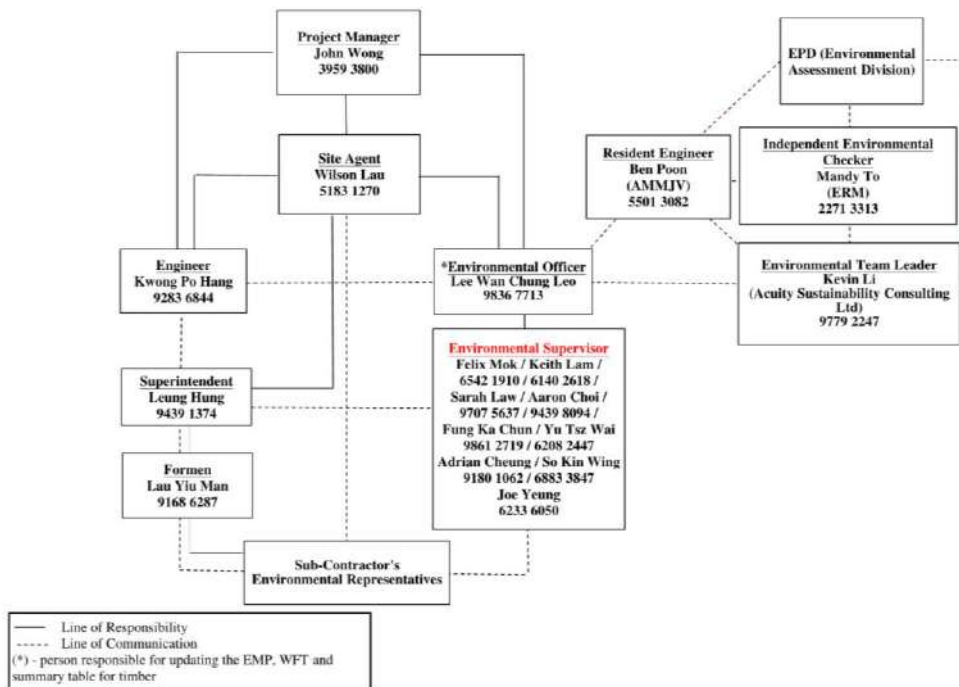 Project Manager
John Wong
3959 3800
EPD (Environmental
Assessment Division)
Site Agent
Wilson Lau
5183 1270
Resident Engineer
Ben Poon
(AMMJV)
5501 3082
Independent Environmental
Checker
Mandy To
(ERM)
2271 3313
Engineer
Kwong Po Hang
9283 6844
*Environmental Officer
Lee Wan Chung Leo
9836 7713
Environmental Team Leader
Kevin Li
(Acuity Sustainability Consulting
Ltd)
9779 2247
Environmental Supervisor
Felix Mok / Keith Lam /
6542 1910 / 6140 2618 /
Sarah Law / Aaron Choi /
9707 5637 / 9439 8094 /
Fung Ka Chun / Yu Tsz Wai
9861 2719 / 6208 2447
Adrian Cheung / So Kin Wing
9180 1062 / 6883 3847
Joe Yeung
6233 6050
Superintendent
Leung Hung
9439 1374
Formen
Lau Yiu Man
9168 6287
Sub-Contractor's
Environmental Representatives
Line of Responsibility
Line of Communication
(*) - person responsible for updating the EMP, WFT and
summary table for timber